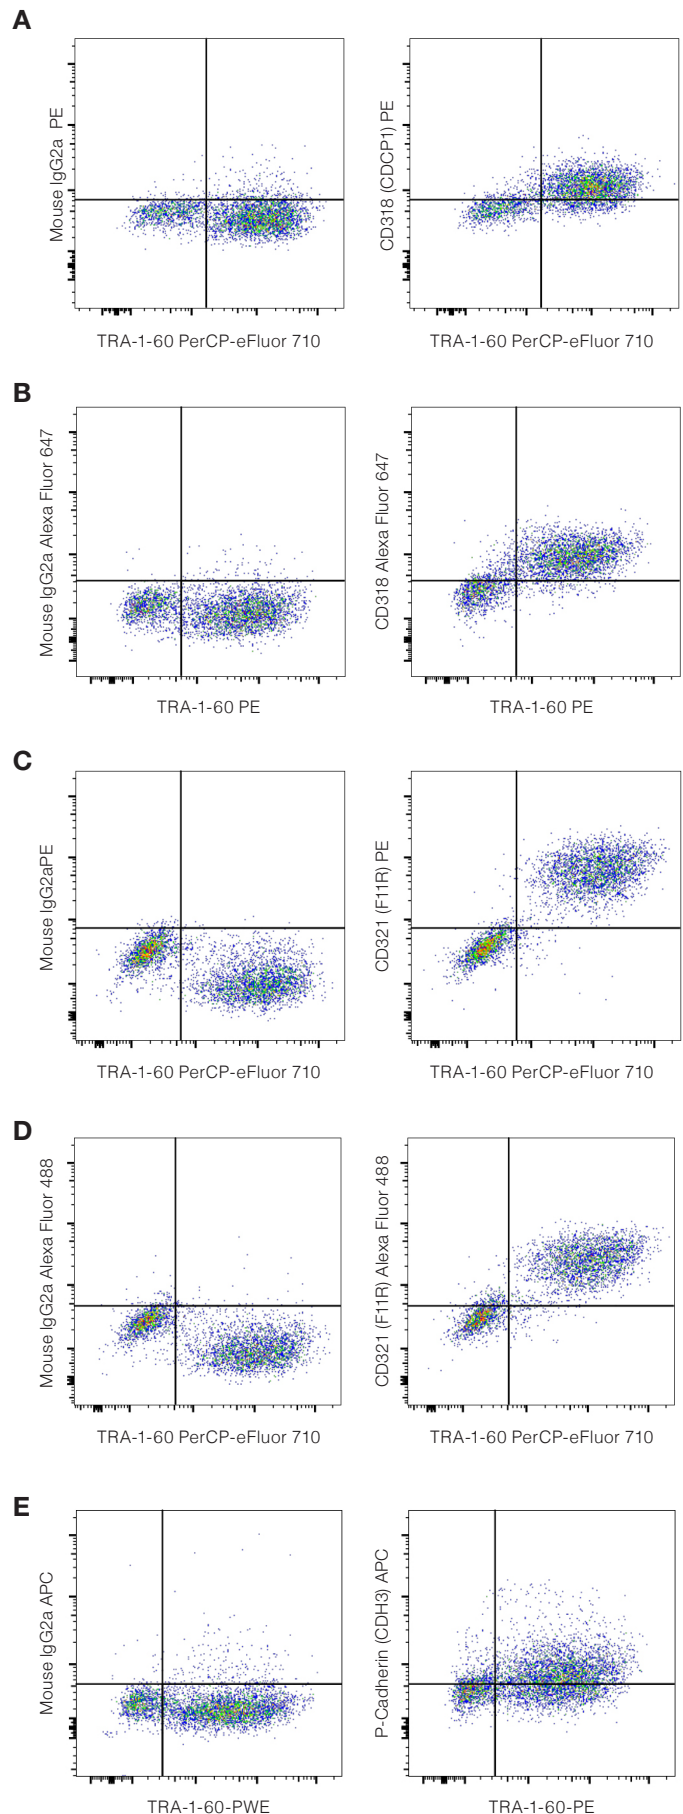 A
Mouse IgG2a PE
CD318 (CDCP1) PE
TRA-1-60 PerCP-eFluor 710
TRA-1-60 PerCP-eFluor 710
B
Mouse IgG2a Alexa Fluor 647
CD318 Alexa Fluor 647
TRA-1-60 PE
TRA-1-60 PE
C
Mouse IgG2aPE
CD321 (F11R) PE
TRA-1-60 PerCP-eFluor 710
TRA-1-60 PerCP-eFluor 710
D
Mouse IgG2a Alexa Fluor 488
CD321 (F11R) Alexa Fluor 488
TRA-1-60 PerCP-eFluor 710
TRA-1-60 PerCP-eFluor 710
E
Mouse IgG2a APC
P-Cadherin (CDH3) APC
TRA-1-60-PWE
TRA-1-60-PE